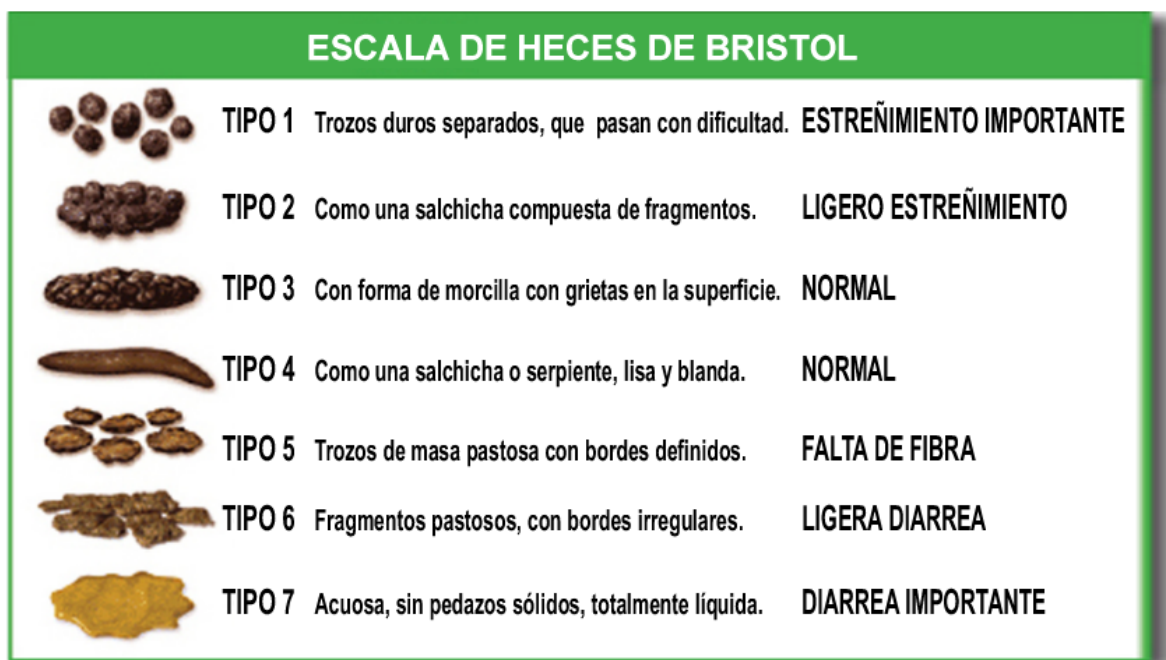 ESCALA DE HECES DE BRISTOL
TIPO 1 Trozos duros separados, que pasan con dificultad. ESTREÑIMIENTO IMPORTANTE
TIPO 2 Como una salchicha compuesta de fragmentos. LIGERO ESTREÑIMIENTO
TIPO 3 Con forma de morcilla con grietas en la superficie. NORMAL
TIPO 4 Como una salchicha o serpiente, lisa y blanda. NORMAL
TIPO 5 Trozos de masa pastosa con bordes definidos. FALTA DE FIBRA
TIPO 6 Fragmentos pastosos, con bordes irregulares. LIGERA DIARREA
TIPO 7 Acuosa, sin pedazos sólidos, totalmente líquida. DIARREA IMPORTANTE